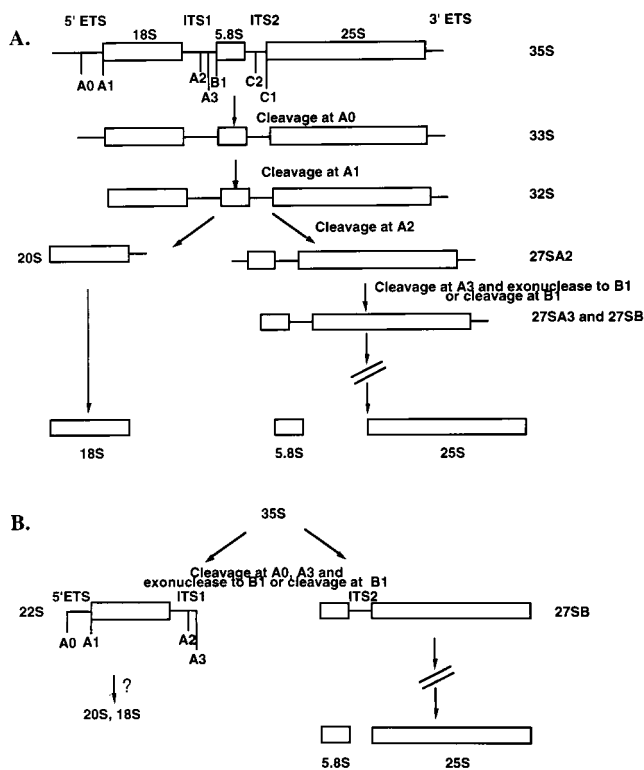 A.
5' ETS ITS1 ITS2 3' ETS
18S 5.8S 25S
35S
A0 A1 A2 A3 B1 C2 C1
Cleavage at A0
33S
Cleavage at A1
32S
Cleavage at A2
20S 27SA2
Cleavage at A3 and exonuclease to B1
or cleavage at B1
27SA3 and 27SB
18S 5.8S 25S
B.
35S
Cleavage at A0, A3 and
exonuclease to B1 or cleavage at B1
5'ETS ITS1 ITS2
22S 27SB
A0 A1 A2
A3
?
20S, 18S
5.8S 25S